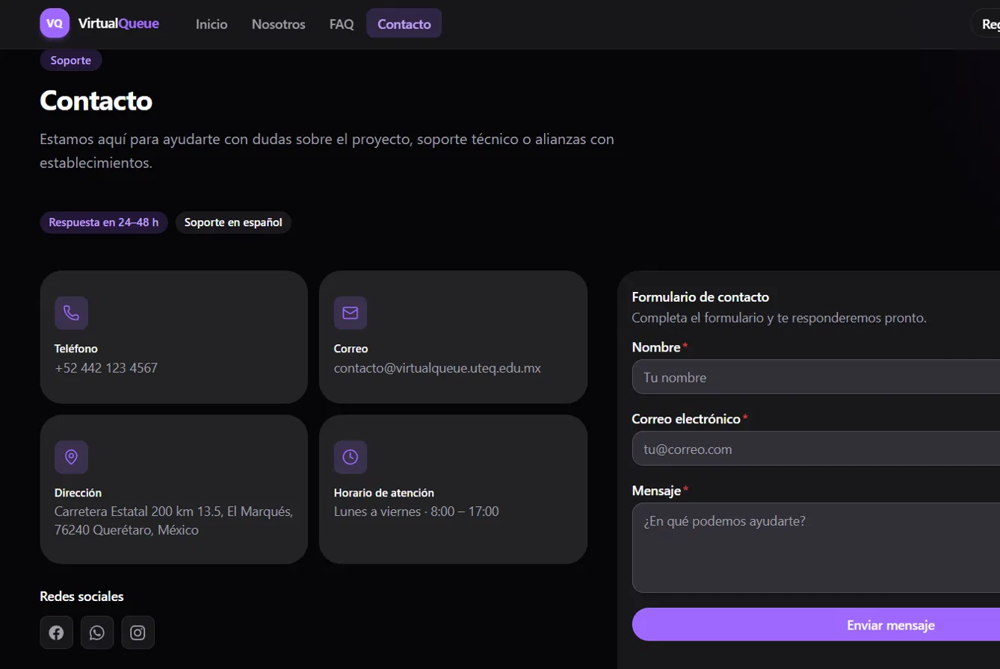 VQ VirtualQueue Inicio Nosotros FAQ Contacto
Soporte
Contacto
Estamos aquí para ayudarte con dudas sobre el proyecto, soporte técnico o alianzas con
establecimientos.
Respuesta en 24–48 h Soporte en español
Teléfono
+52 442 123 4567
Correo
contacto@virtualqueue.uteq.edu.mx
Dirección
Carretera Estatal 200 km 13.5, El Marqués,
76240 Querétaro, México
Horario de atención
Lunes a viernes · 8:00 – 17:00
Redes sociales
Formulario de contacto
Completa el formulario y te responderemos pronto.
Nombre*
Tu nombre
Correo electrónico*
tu@correo.com
Mensaje*
¿En qué podemos ayudarte?
Enviar mensaje